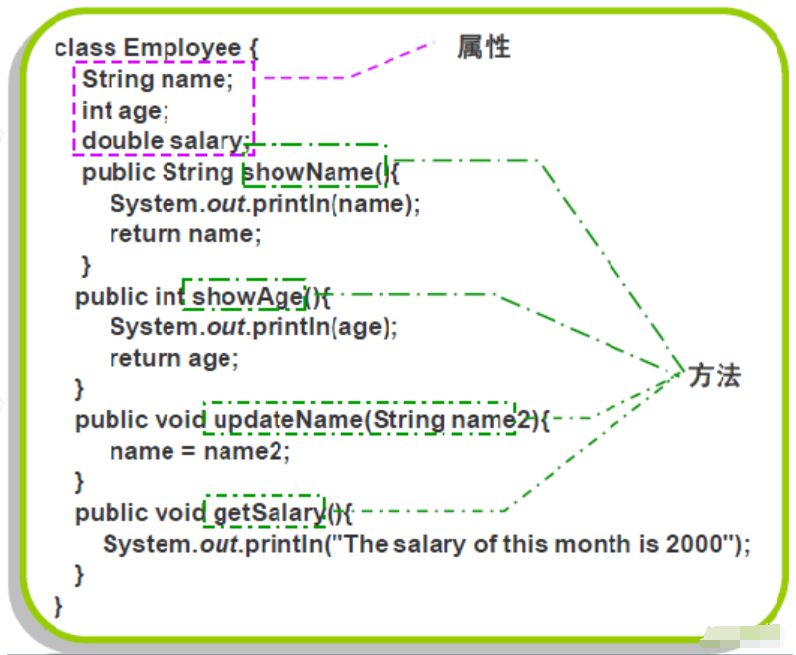 class Employee {
属性
String name;
int age;
double salary;
public String showName(){
System.out.println(name);
return name;
}
public int showAge(){
System.out.println(age);
return age;
}
方法
public void updateName(String name2){
name = name2;
}
public void getSalary(){
System.out.println("The salary of this month is 2000");
}
}